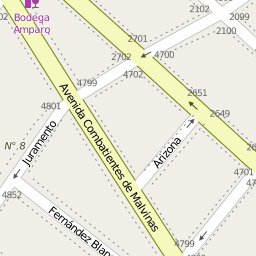 Bodega
Amparo
2102
2099
2100
2701
2702
4700
4702
4799
2651
4801
2649
Avenida Combatientes de Malvinas
N°. 8
Juramento
Arizona
4852
4701
Fernández Blan
4799